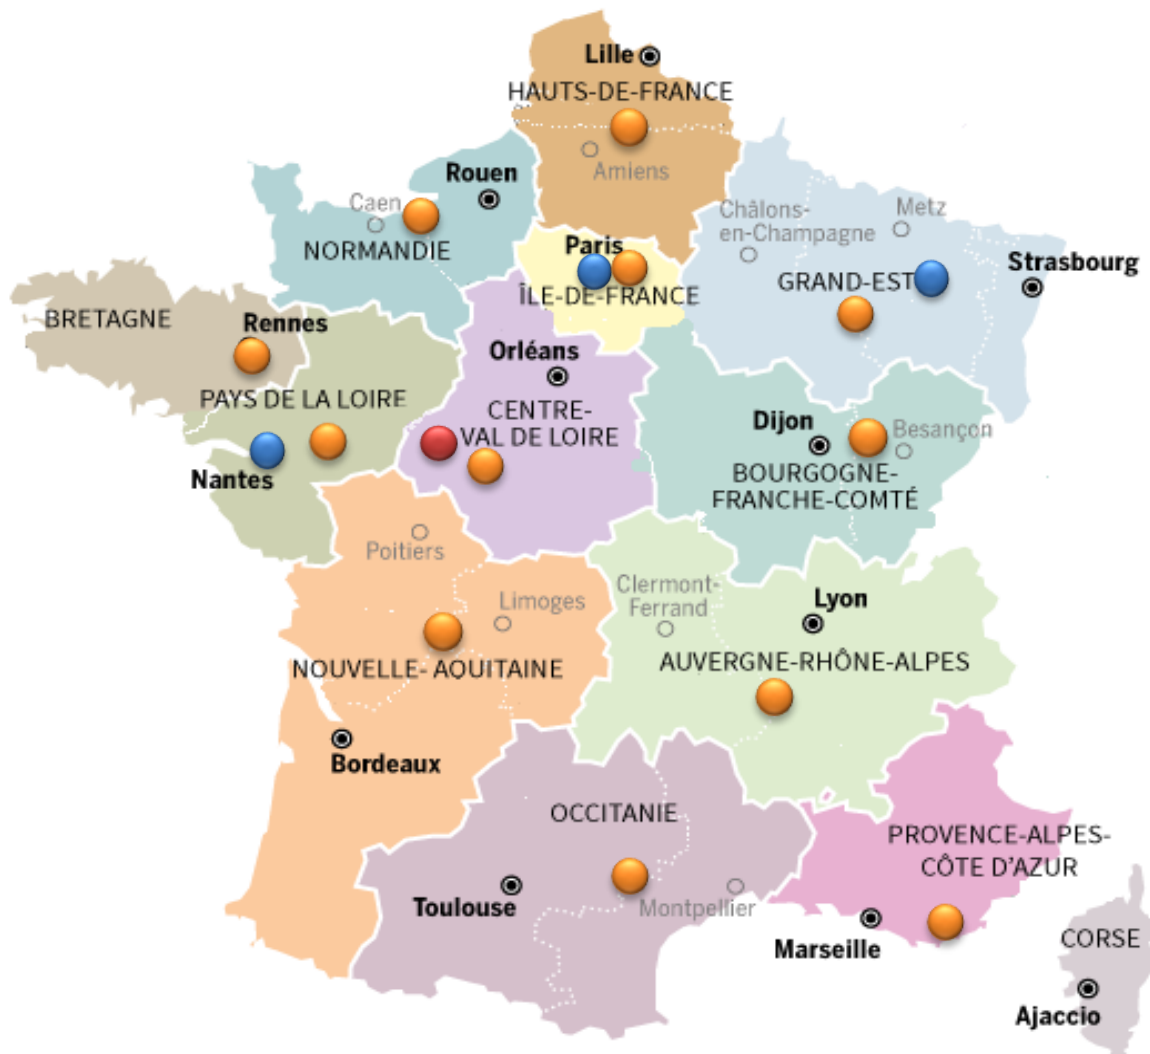 Lille
HAUTS-DE-FRANCE
Amiens
Rouen
Caen
NORMANDIE
Paris
ÎLE-DE-FRANCE
Châlons-
en-Champagne
Metz
GRAND-EST
Strasbourg
BRETAGNE
Rennes
PAYS DE LA LOIRE
Nantes
Orléans
CENTRE-
VAL DE LOIRE
Dijon
Besançon
BOURGOGNE-
FRANCHE-COMTÉ
Poitiers
Limoges
NOUVELLE- AQUITAINE
Bordeaux
Clermont-
Ferrand
Lyon
AUVERGNE-RHÔNE-ALPES
OCCITANIE
Toulouse
Montpellier
PROVENCE-ALPES-
CÔTE D'AZUR
Marseille
CORSE
Ajaccio